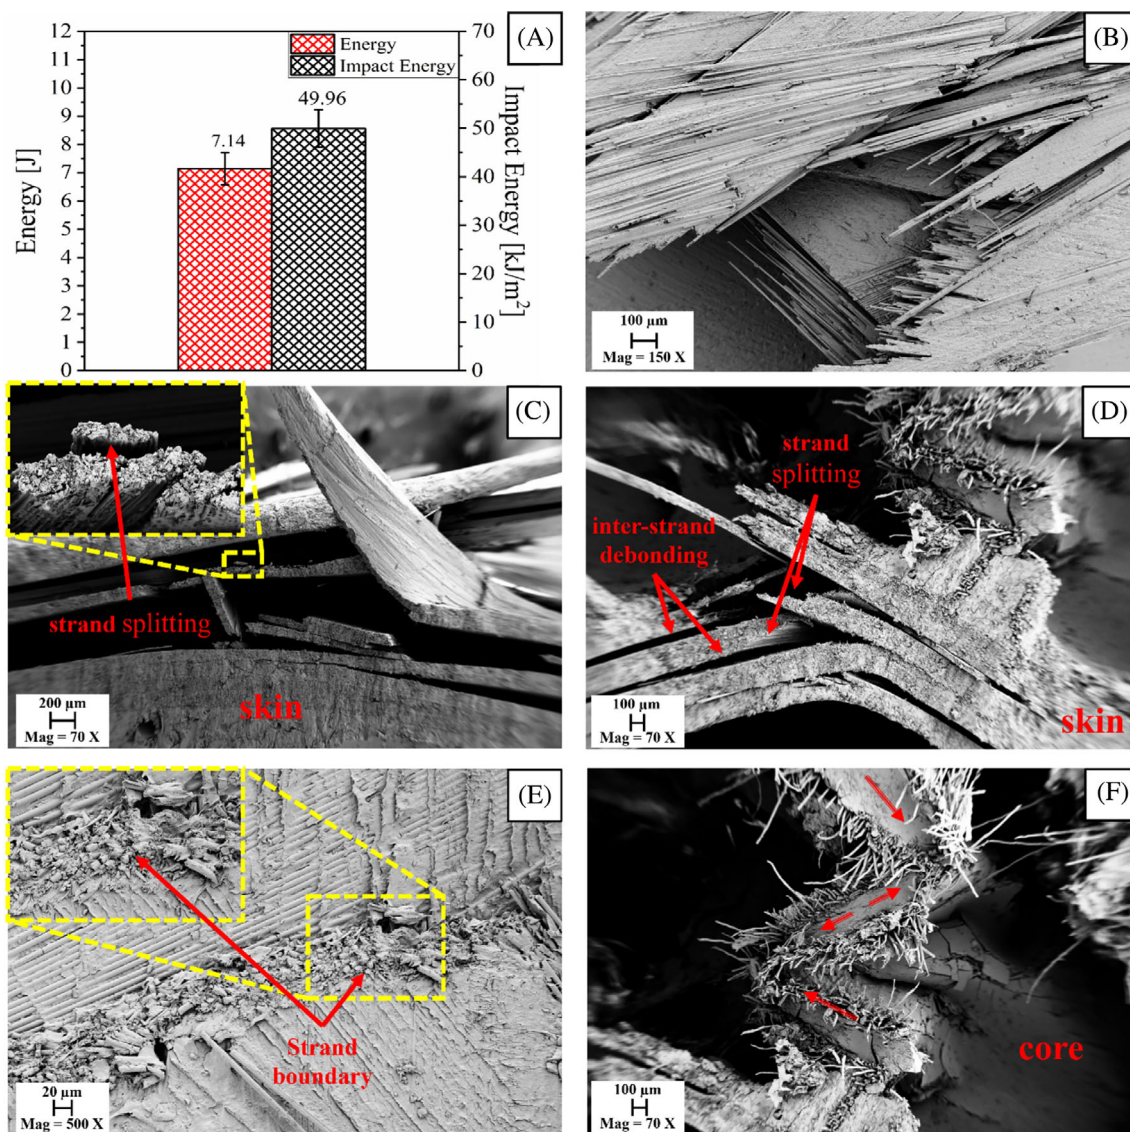 (A)
Energy
Impact Energy
12
11
10
9
8
7
6
5
4
3
2
1
0
Energy [J]
7.14
49.96
70
60
50
40
30
20
10
0
Impact Energy [kJ/m²]
(B)
100 µm
Mag = 150 X
(C)
strand splitting
skin
200 µm
Mag = 70 X
(D)
strand
splitting
inter-strand
debonding
skin
100 µm
Mag = 70 X
(E)
Strand
boundary
20 µm
Mag = 500 X
(F)
core
100 µm
Mag = 70 X